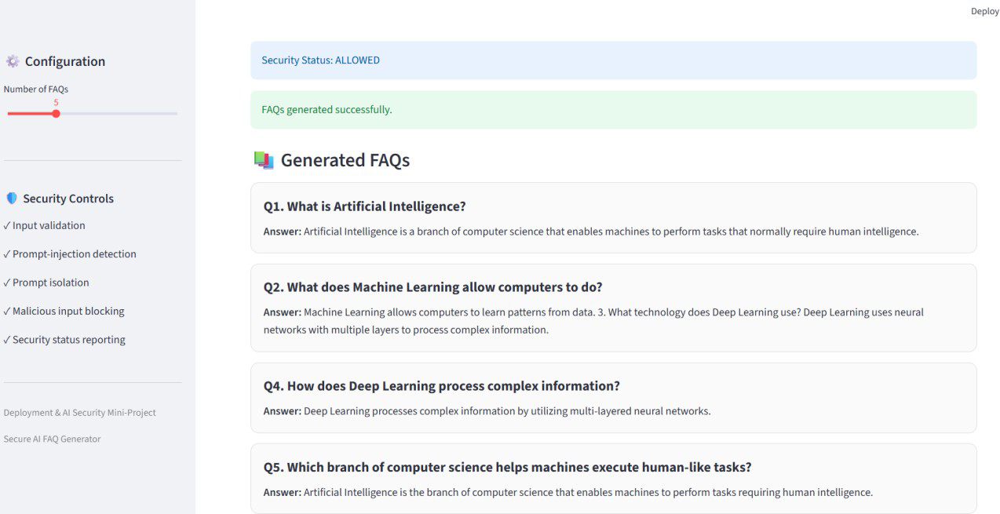 Deploy
Configuration
Number of FAQs
5
Security Controls
✓ Input validation
✓ Prompt-injection detection
✓ Prompt isolation
✓ Malicious input blocking
✓ Security status reporting
Deployment & AI Security Mini-Project
Secure AI FAQ Generator
Security Status: ALLOWED
FAQs generated successfully.
Generated FAQs
Q1. What is Artificial Intelligence?
Answer: Artificial Intelligence is a branch of computer science that enables machines to perform tasks that normally require human intelligence.
Q2. What does Machine Learning allow computers to do?
Answer: Machine Learning allows computers to learn patterns from data. 3. What technology does Deep Learning use? Deep Learning uses neural
networks with multiple layers to process complex information.
Q4. How does Deep Learning process complex information?
Answer: Deep Learning processes complex information by utilizing multi-layered neural networks.
Q5. Which branch of computer science helps machines execute human-like tasks?
Answer: Artificial Intelligence is the branch of computer science that enables machines to perform tasks requiring human intelligence.